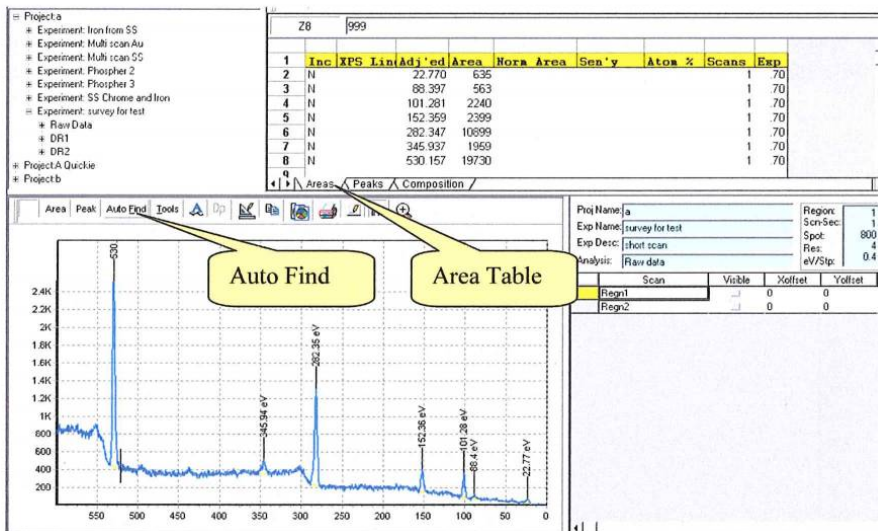 Project:a
Experiment: Iron from SS
Experiment: Multi scan Au
Experiment: Multi scan SS
Experiment: Phospher 2
Experiment: Phospher 3
Experiment: SS Chrome and Iron
Experiment: survey for test
Raw Data
DR1
DR2
Project:A Quickie
Project:b
Z8 999
1 Inc XPS Lin Adj'ed Area Norm Area Sen'y Atom % Scans Exp
2 N 22.770 635 1 .70
3 N 88.397 563 1 .70
4 N 101.281 2240 1 .70
5 N 152.359 2399 1 .70
6 N 282.347 10899 1 .70
7 N 345.937 1959 1 .70
8 N 530.157 19730 1 .70
9
Areas Peaks Composition
Area Peak Auto Find Tools
Auto Find
Area Table
530.
345.94 eV
282.35 eV
152.36 eV
101.28 eV
88.4 eV
22.77 eV
2.4K
2.2K
2K
1.8K
1.6K
1.4K
1.2K
1K
800
600
400
200
550 500 450 400 350 300 250 200 150 100 50 0
Proj Name: a
Exp Name: survey for test
Exp Desc: short scan
Analysis: Raw data
Region: 1
Scn-Sec: 1
Spot: 800
Res: 4
eV/Stp: 0.4
Scan Visible Xoffset Yoffset
Regn1 0 0
Regn2 0 0